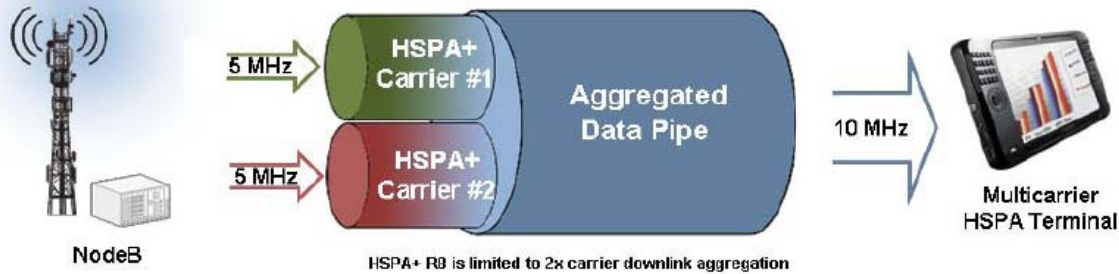 5 MHz
HSPA+
Carrier #1
5 MHz
HSPA+
Carrier #2
Aggregated
Data Pipe
10 MHz
NodeB
Multicarrier
HSPA Terminal
HSPA+ R8 is limited to 2x carrier downlink aggregation